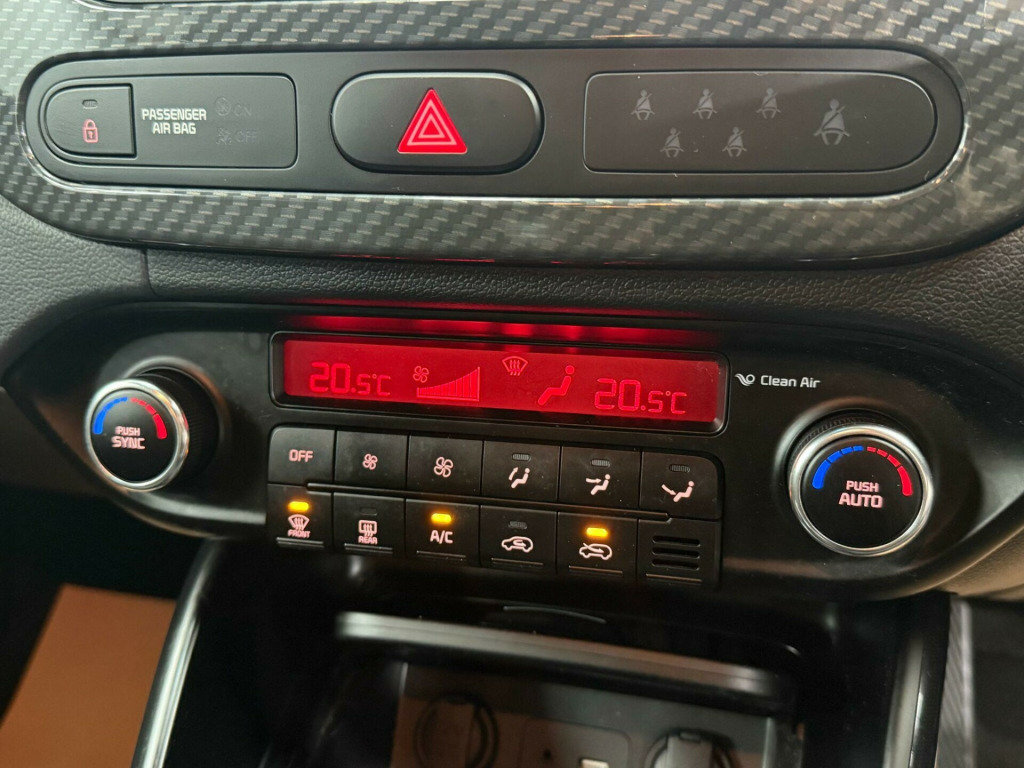 PASSENGER
AIR BAG
ON
OFF
20.5°C
20.5°C
Clean Air
PUSH
SYNC
PUSH
AUTO
OFF
FRONT
REAR
A/C